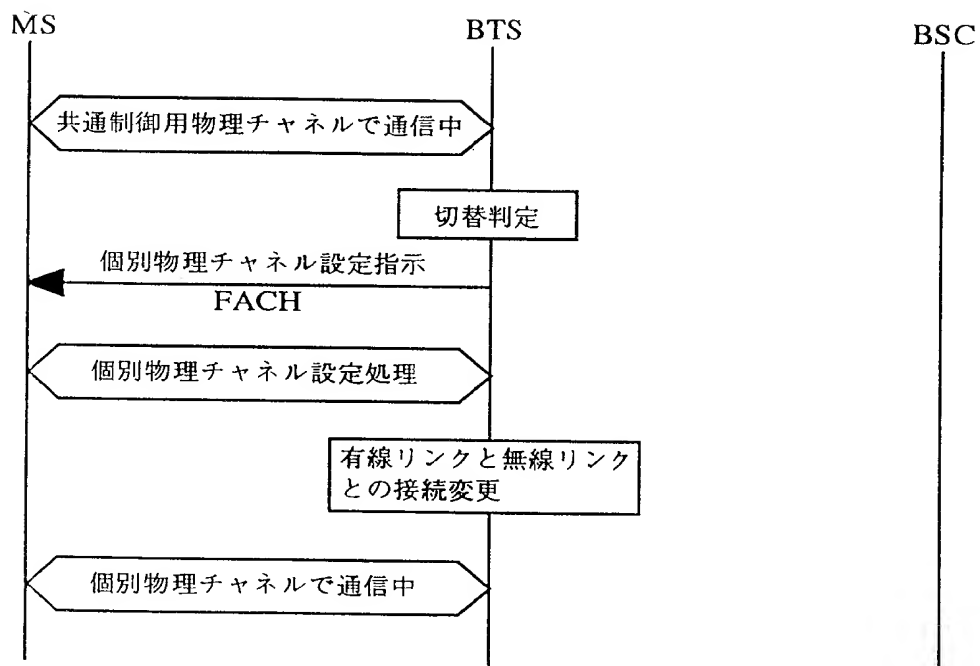 MS
BTS
BSC
共通制御用物理チャネルで通信中
切替判定
個別物理チャネル設定指示
FACH
個別物理チャネル設定処理
有線リンクと無線リンク
との接続変更
個別物理チャネルで通信中